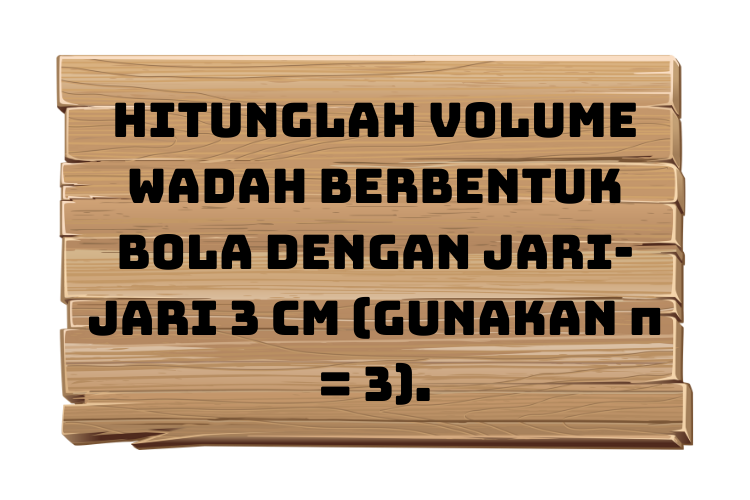 HITUNGLAH VOLUME
WADAH BERBENTUK
BOLA DENGAN JARI-
JARI 3 CM (GUNAKAN π
= 3).